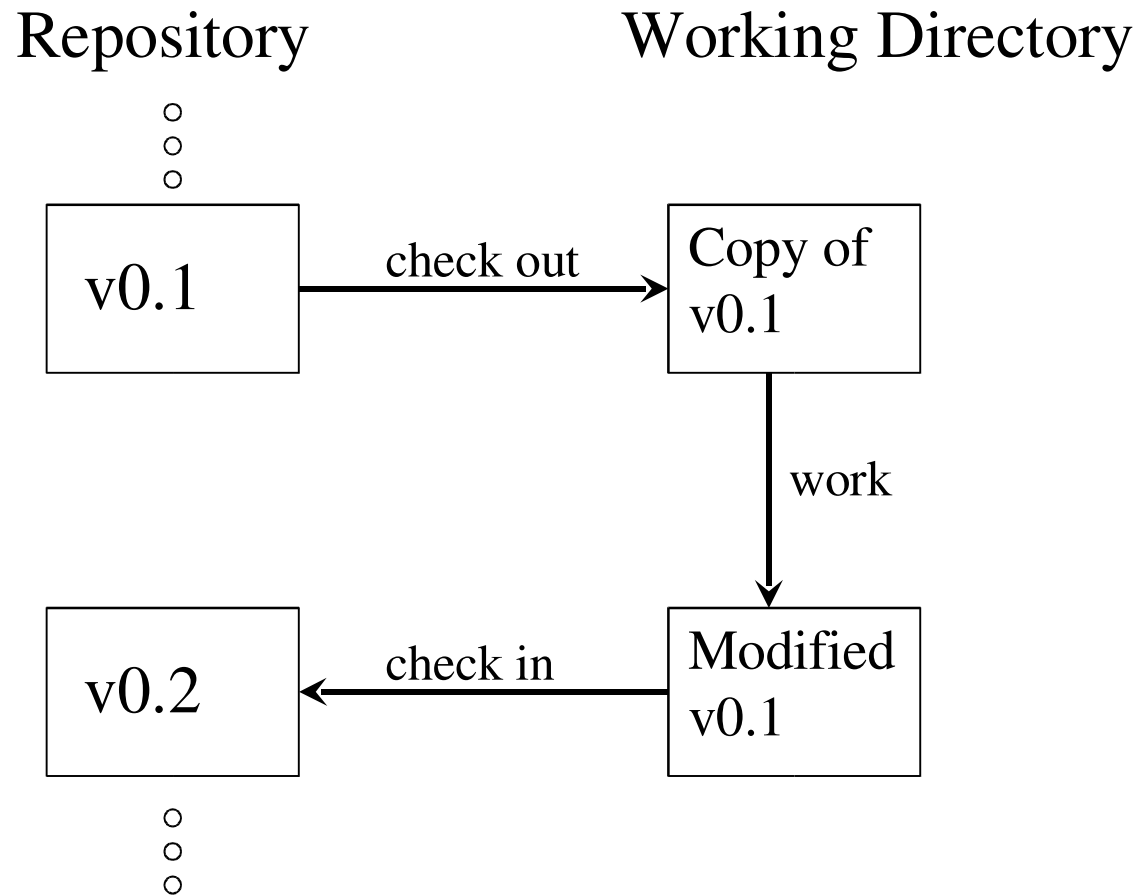 Repository
Working Directory
v0.1
check out
Copy of
v0.1
work
v0.2
check in
Modified
v0.1